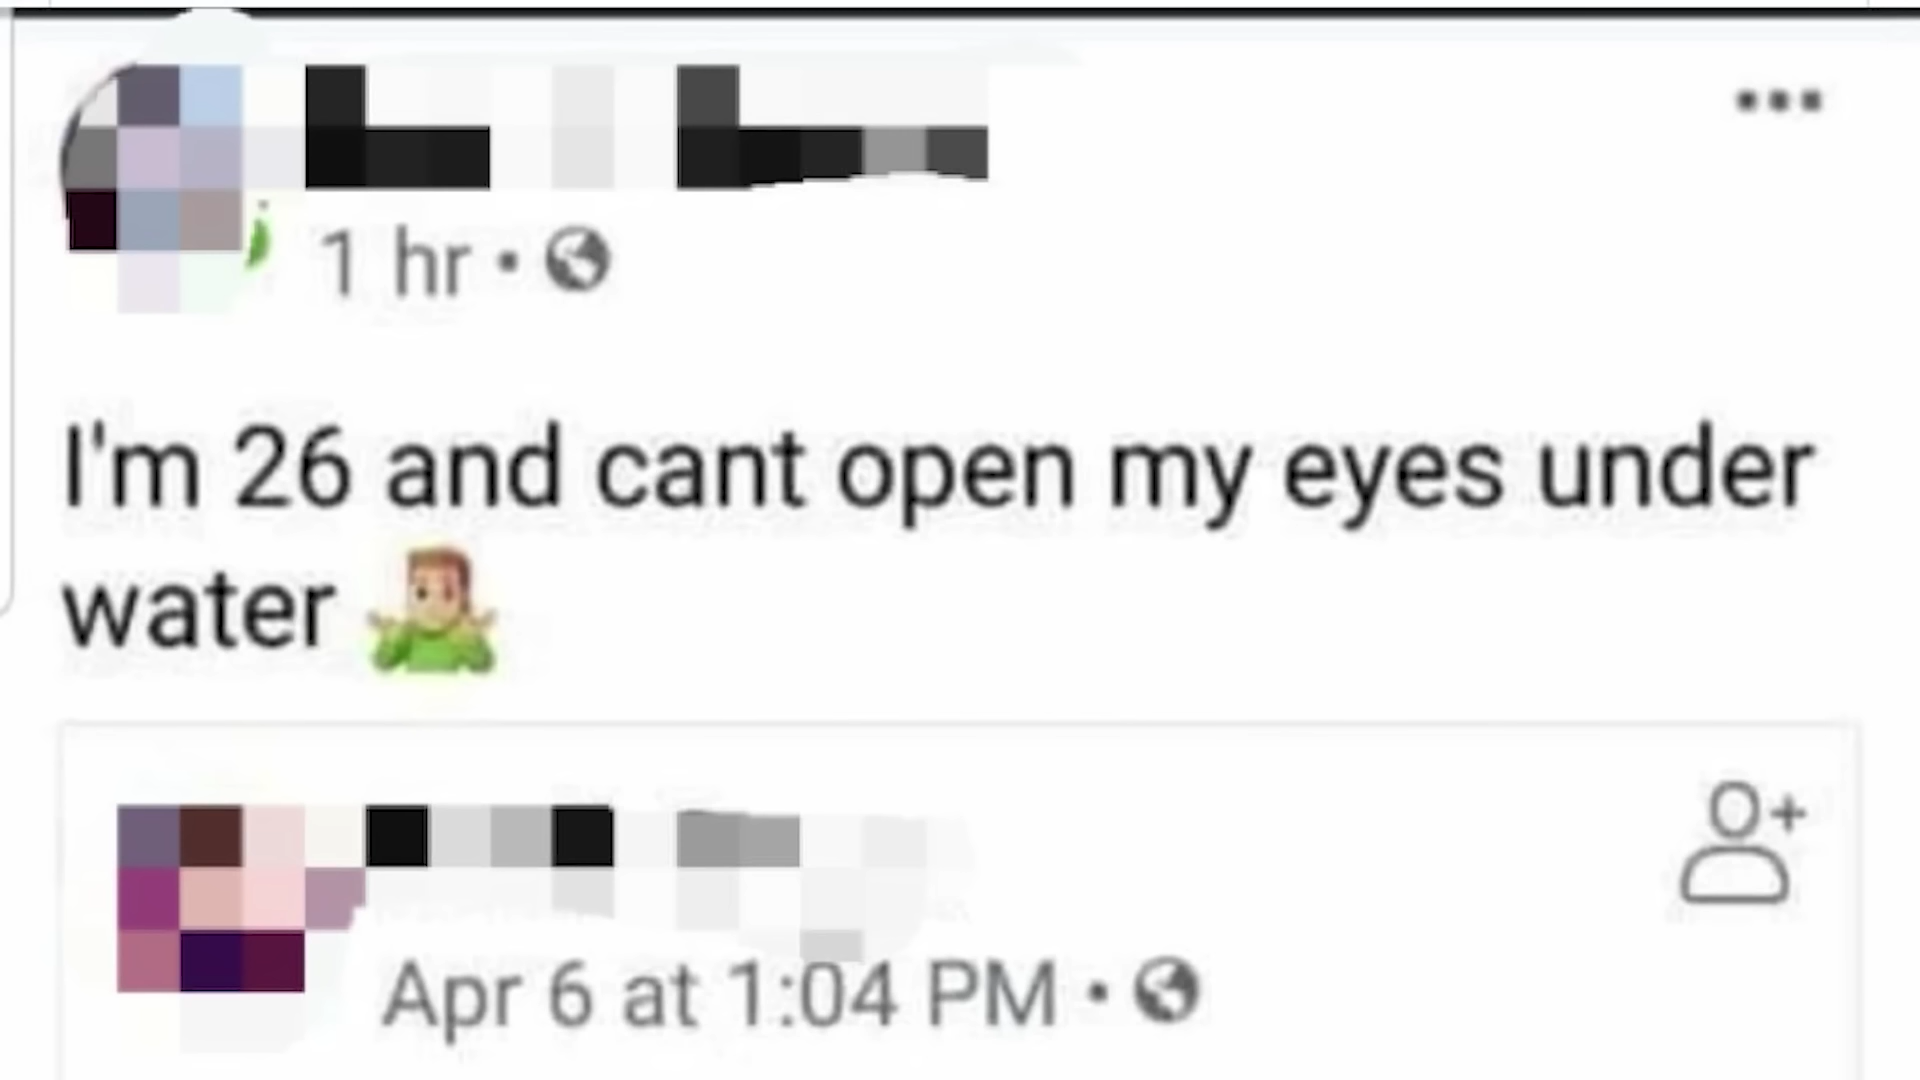 1 hr •
I'm 26 and cant open my eyes under
water 🤷‍♂️
Apr 6 at 1:04 PM •